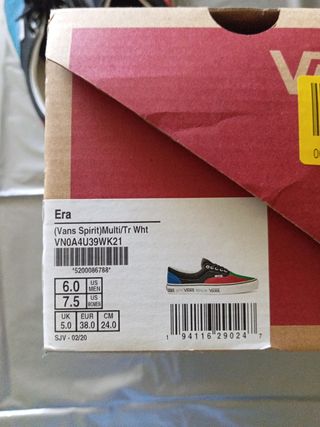 Era
(Vans Spirit)Multi/Tr Wht
VN0A4U39WK21
*5200086788*
6.0 US MEN
7.5 US WOMEN
UK EUR CM
5.0 38.0 24.0
SJV - 02/20
1 94116 29024 7